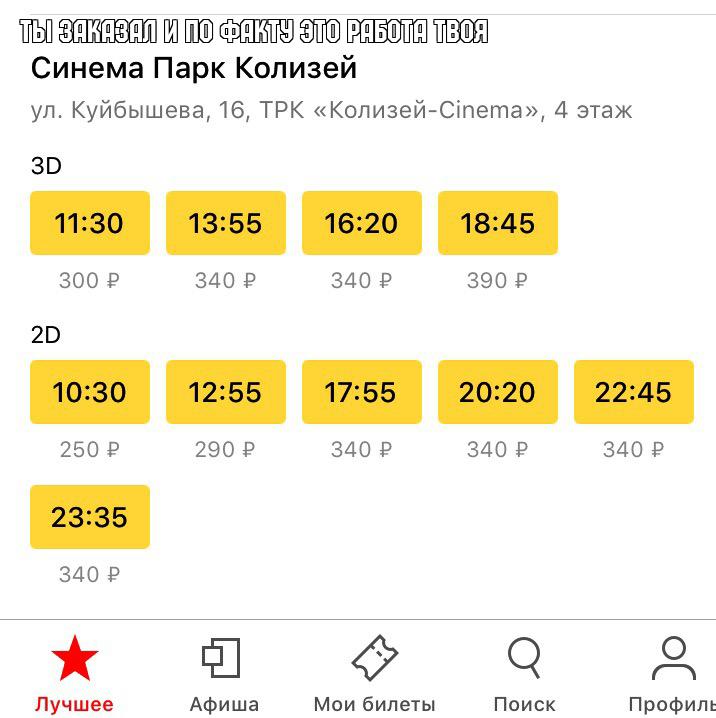 ТЫ ЗАКАЗАЛ И ПО ФАКТУ ЭТО РАБОТА ТВОЯ
Синема Парк Колизей
ул. Куйбышева, 16, ТРК «Колизей-Cinema», 4 этаж
3D
11:30 13:55 16:20 18:45
300 ₽ 340 ₽ 340 ₽ 390 ₽
2D
10:30 12:55 17:55 20:20 22:45
250 ₽ 290 ₽ 340 ₽ 340 ₽ 340 ₽
23:35
340 ₽
Лучшее Афиша Мои билеты Поиск Профиль